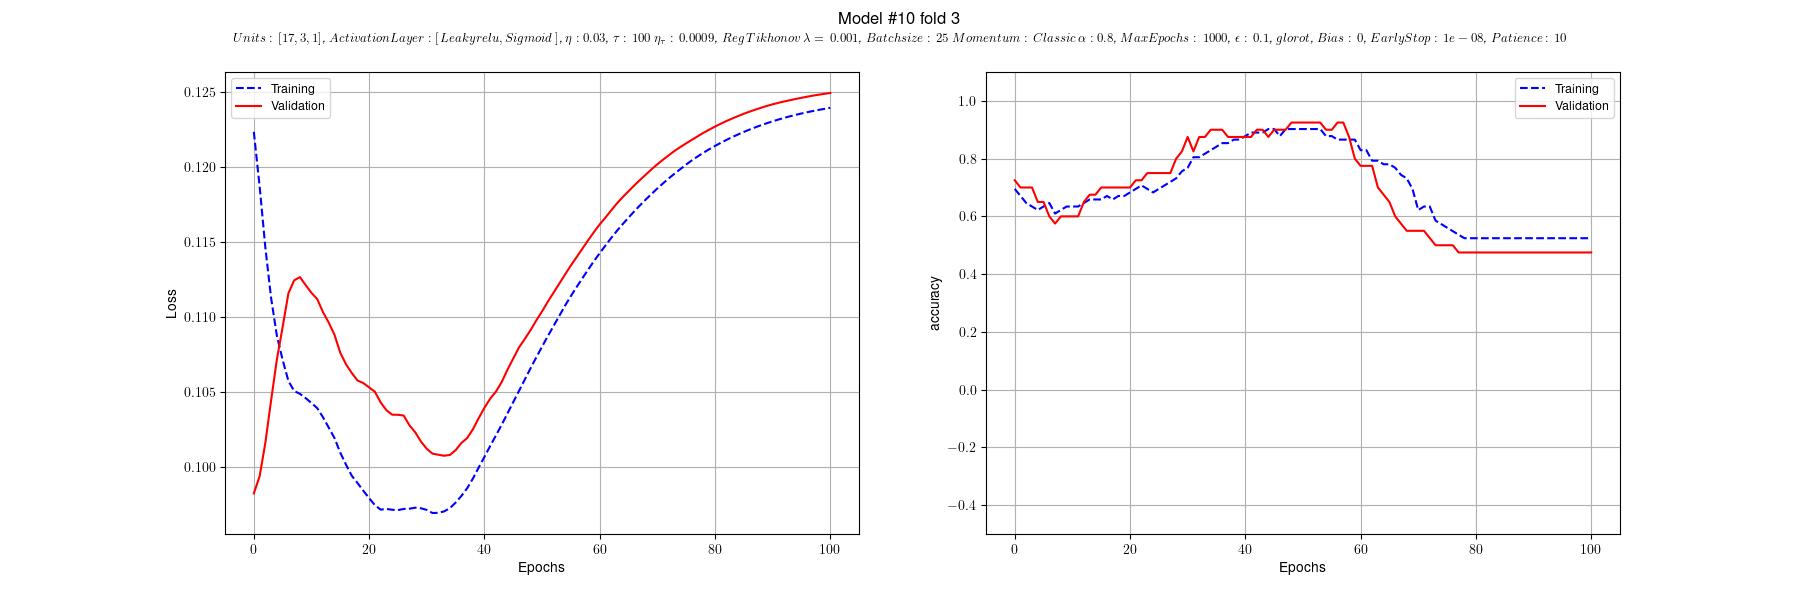 Model #10 fold 3
Units : [17, 3, 1], ActivationLayer : [Leakyrelu, Sigmoid], η : 0.03, τ : 100 ητ : 0.0009, RegTikhonov λ = 0.001, Batchsize : 25 Momentum : Classic α : 0.8, MaxEpochs : 1000, ϵ : 0.1, glorot, Bias : 0, EarlyStop : 1e − 08, Patience : 10
Training
Validation
0.125
0.120
0.115
0.110
0.105
0.100
Loss
0 20 40 60 80 100
Epochs
Training
Validation
1.0
0.8
0.6
0.4
0.2
0.0
−0.2
−0.4
accuracy
0 20 40 60 80 100
Epochs